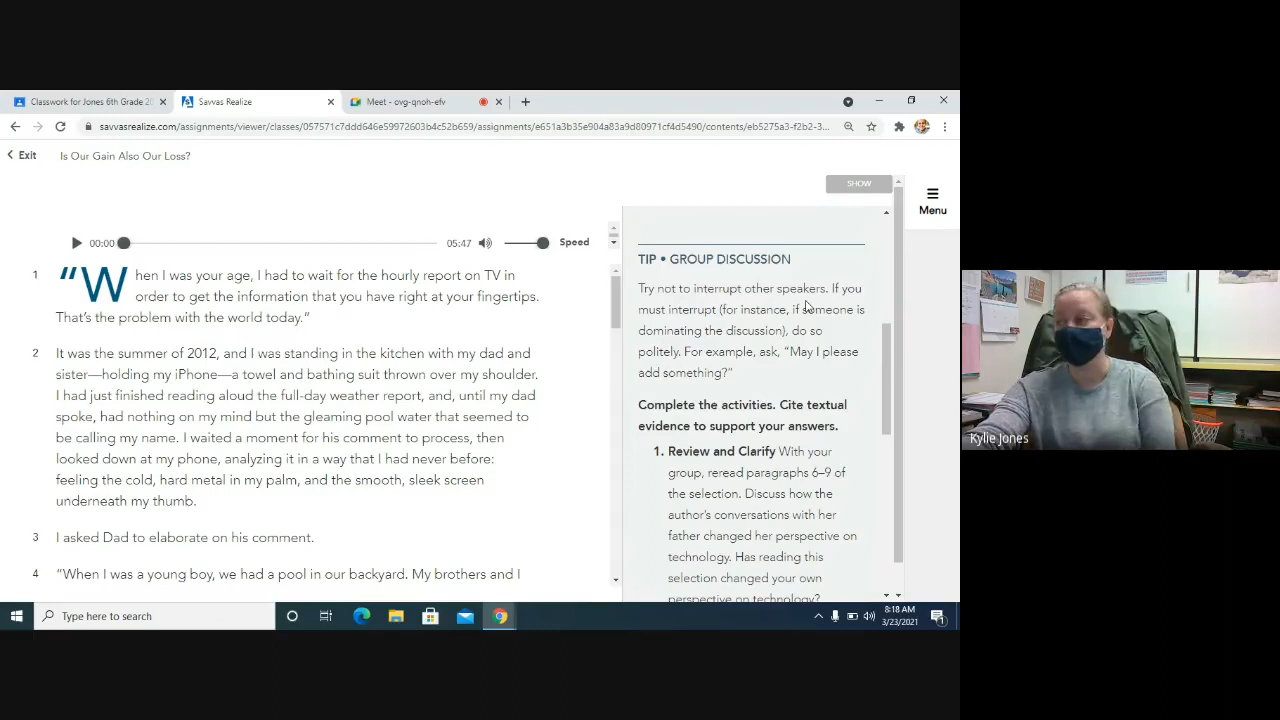 Classwork for Jones 6th Grade 20
Savvas Realize
Meet - ovg-qnoh-efv
savvasrealize.com/assignments/viewer/classes/057571c7ddd646e59972603b4c52b659/assignments/e651a3b35e904a83a9d80971cf4d5490/contents/eb5275a3-f2b2-3...
Exit
Is Our Gain Also Our Loss?
SHOW
Menu
00:00
05:47
Speed
1
“When I was your age, I had to wait for the hourly report on TV in
order to get the information that you have right at your fingertips.
That’s the problem with the world today.”
2
It was the summer of 2012, and I was standing in the kitchen with my dad and
sister—holding my iPhone—a towel and bathing suit thrown over my shoulder.
I had just finished reading aloud the full-day weather report, and, until my dad
spoke, had nothing on my mind but the gleaming pool water that seemed to
be calling my name. I waited a moment for his comment to process, then
looked down at my phone, analyzing it in a way that I had never before:
feeling the cold, hard metal in my palm, and the smooth, sleek screen
underneath my thumb.
3
I asked Dad to elaborate on his comment.
4
“When I was a young boy, we had a pool in our backyard. My brothers and I
TIP • GROUP DISCUSSION
Try not to interrupt other speakers. If you
must interrupt (for instance, if someone is
dominating the discussion), do so
politely. For example, ask, “May I please
add something?”
Complete the activities. Cite textual
evidence to support your answers.
1. Review and Clarify With your
group, reread paragraphs 6–9 of
the selection. Discuss how the
author’s conversations with her
father changed her perspective on
technology. Has reading this
selection changed your own
perspective on technology?
Kylie Jones
Type here to search
8:18 AM
3/23/2021
1